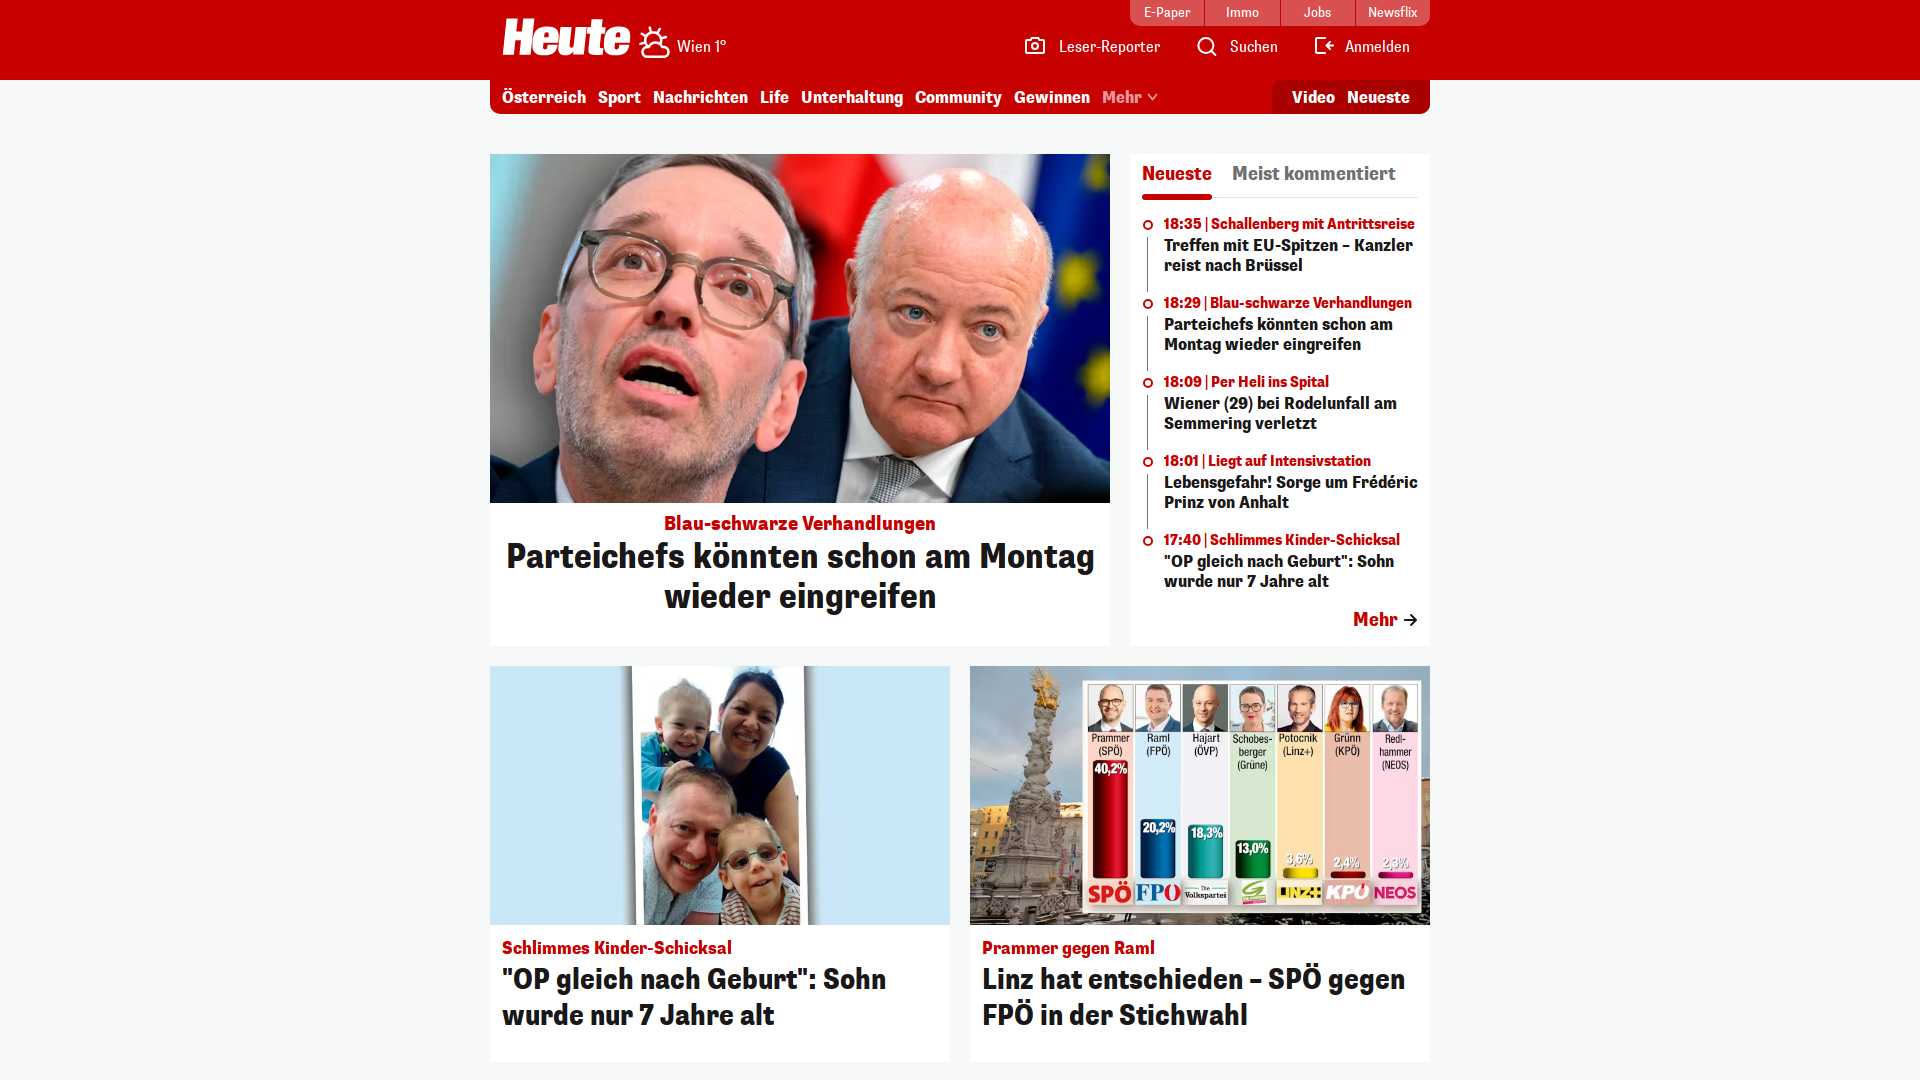 E-Paper
Immo
Jobs
Newsflix
Heute
Wien 1°
Leser-Reporter
Suchen
Anmelden
Österreich
Sport
Nachrichten
Life
Unterhaltung
Community
Gewinnen
Mehr
Video
Neueste
Blau-schwarze Verhandlungen
Parteichefs könnten schon am Montag
wieder eingreifen
Neueste
Meist kommentiert
18:35 | Schallenberg mit Antrittsreise
Treffen mit EU-Spitzen – Kanzler
reist nach Brüssel
18:29 | Blau-schwarze Verhandlungen
Parteichefs könnten schon am
Montag wieder eingreifen
18:09 | Per Heli ins Spital
Wiener (29) bei Rodelunfall am
Semmering verletzt
18:01 | Liegt auf Intensivstation
Lebensgefahr! Sorge um Frédéric
Prinz von Anhalt
17:40 | Schlimmes Kinder-Schicksal
"OP gleich nach Geburt": Sohn
wurde nur 7 Jahre alt
Mehr
Schlimmes Kinder-Schicksal
"OP gleich nach Geburt": Sohn
wurde nur 7 Jahre alt
Prammer
(SPÖ)
40,2%
SPÖ
Raml
(FPÖ)
20,2%
FPÖ
Hajart
(ÖVP)
18,3%
Die
Volkspartei
Schobes-
berger
(Grüne)
13,0%
Potocnik
(Linz+)
3,6%
LINZ+
Grünn
(KPÖ)
2,4%
KPÖ
Redl-
hammer
(NEOS)
2,3%
NEOS
Prammer gegen Raml
Linz hat entschieden – SPÖ gegen
FPÖ in der Stichwahl